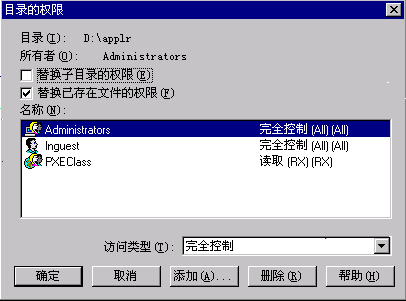 目录的权限
目录(I): D:\applr
所有者(O): Administrators
替换子目录的权限(E)
替换已存在文件的权限(F)
名称(N):
Administrators 完全控制 (All) (All)
Inguest 完全控制 (All) (All)
PXEClass 读取 (RX) (RX)
访问类型(T): 完全控制
确定 取消 添加(A)... 删除(R) 帮助(H)